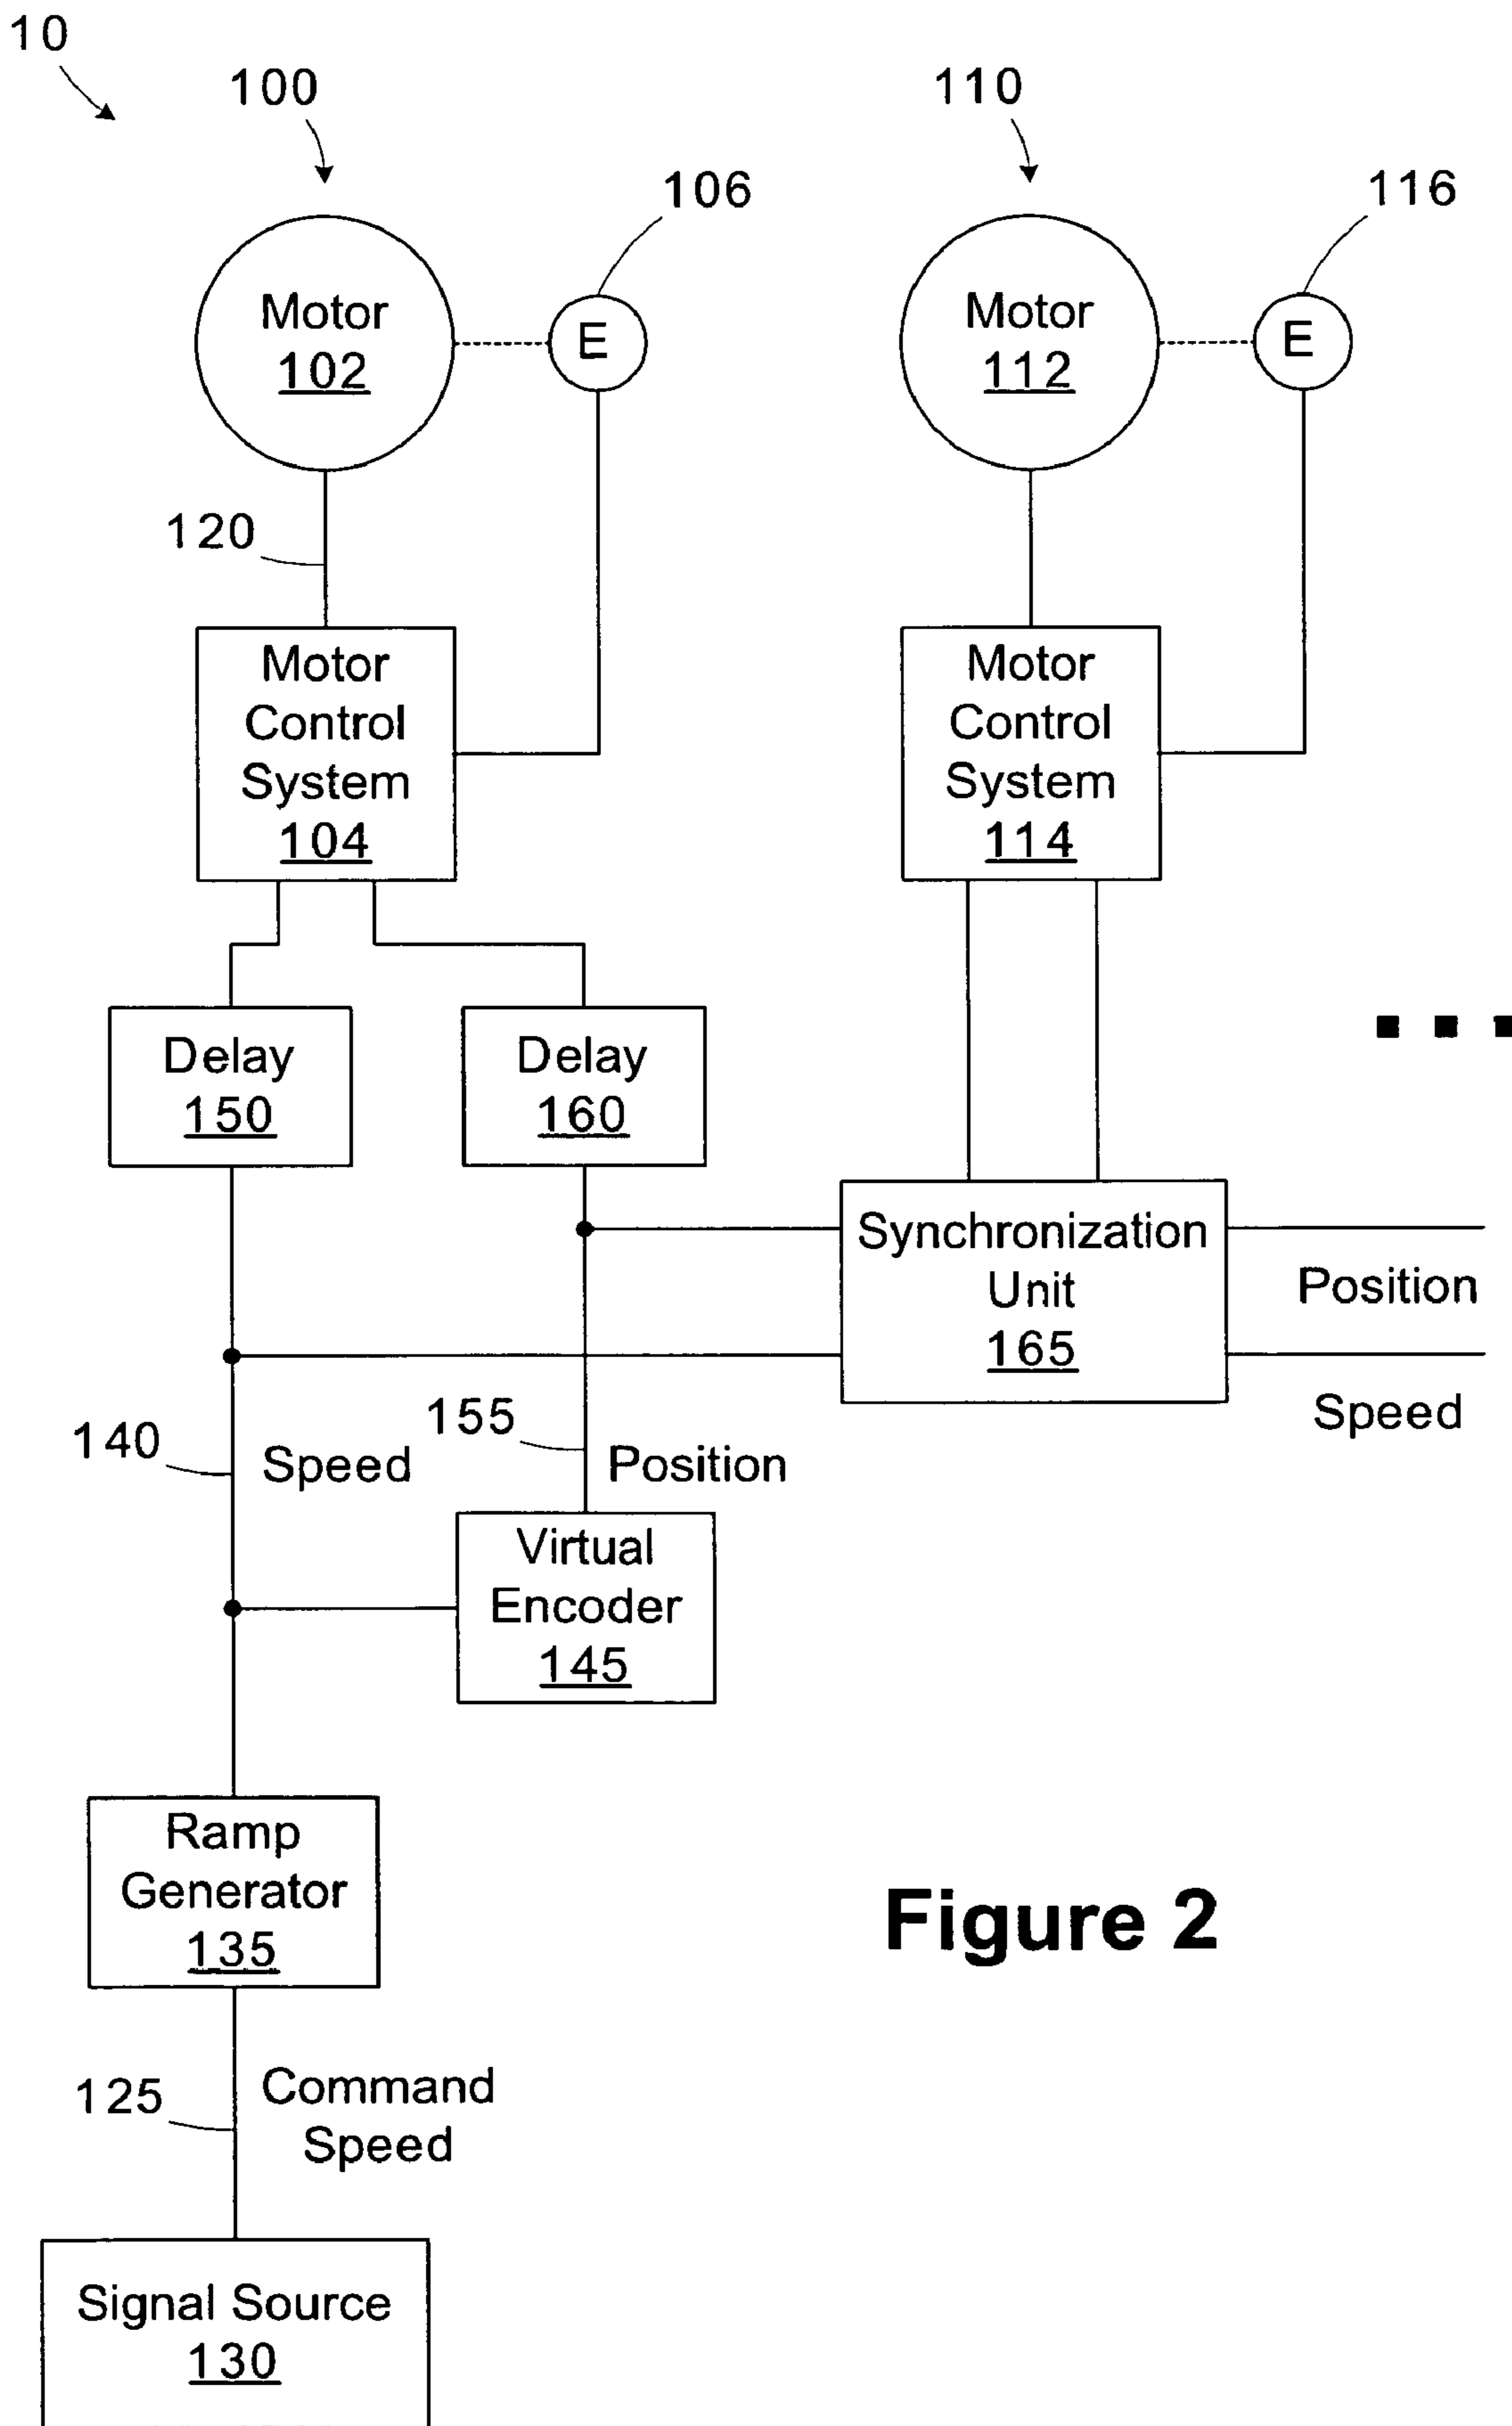 10
100
110
106
116
Motor
102
E
Motor
112
E
120
Motor
Control
System
104
Motor
Control
System
114
Delay
150
Delay
160
Synchronization
Unit
165
Position
Speed
140
Speed
155
Position
Virtual
Encoder
145
Ramp
Generator
135
Figure 2
125
Command
Speed
Signal Source
130